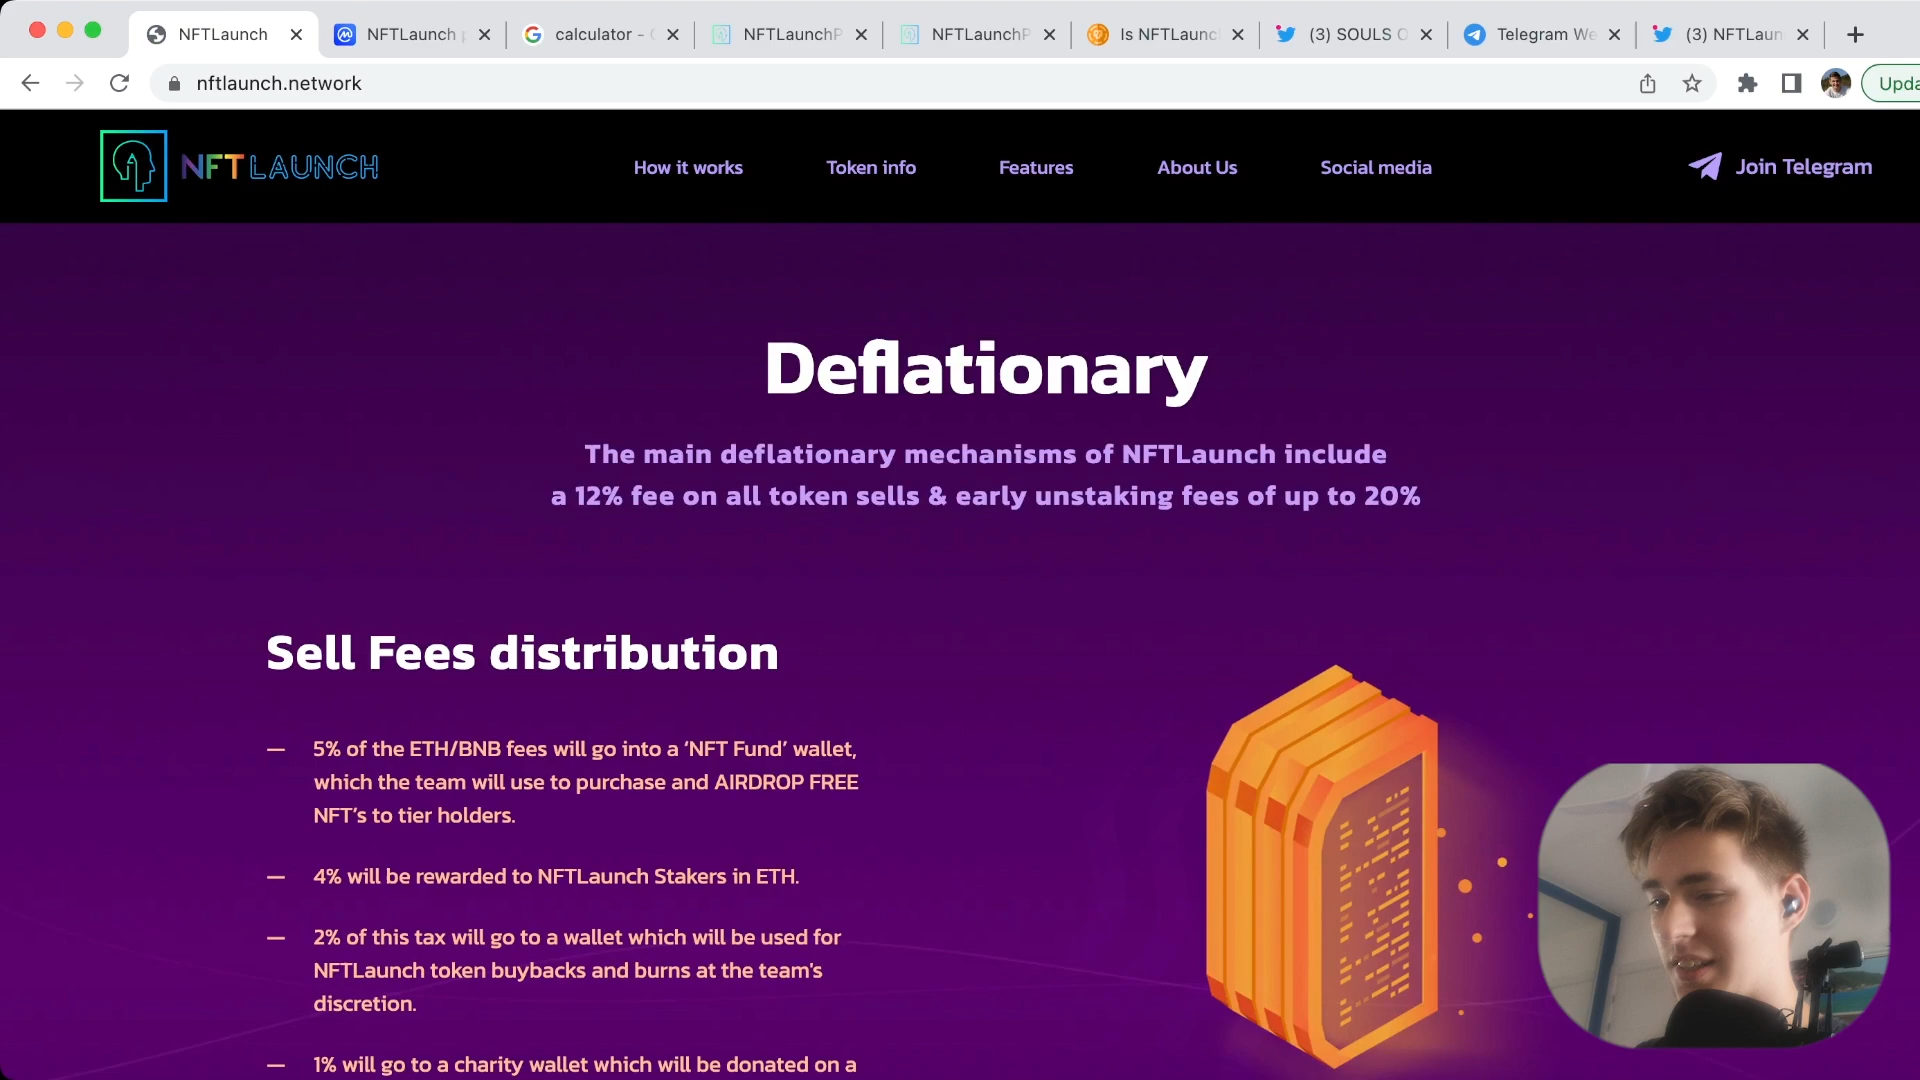 NFTLaunch
NFTLaunch
calculator -
NFTLaunchP
NFTLaunchP
Is NFTLaunc
(3) SOULS O
Telegram We
(3) NFTLaun
nftlaunch.network
Upda
NFT LAUNCH
How it works
Token info
Features
About Us
Social media
Join Telegram
Deflationary
The main deflationary mechanisms of NFTLaunch include
a 12% fee on all token sells & early unstaking fees of up to 20%
Sell Fees distribution
— 5% of the ETH/BNB fees will go into a ‘NFT Fund’ wallet,
which the team will use to purchase and AIRDROP FREE
NFT’s to tier holders.
— 4% will be rewarded to NFTLaunch Stakers in ETH.
— 2% of this tax will go to a wallet which will be used for
NFTLaunch token buybacks and burns at the team's
discretion.
— 1% will go to a charity wallet which will be donated on a